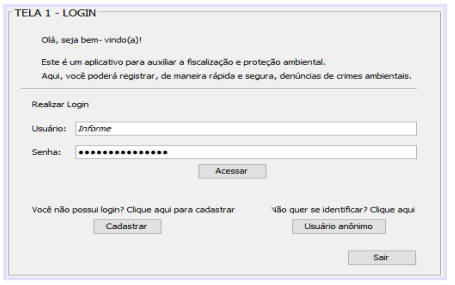 TELA 1 - LOGIN
Olá, seja bem- vindo(a)!
Este é um aplicativo para auxiliar a fiscalização e proteção ambiental.
Aqui, você poderá registrar, de maneira rápida e segura, denúncias de crimes ambientais.
Realizar Login
Usuário: Informe
Senha: ●●●●●●●●●●●●●●●
Acessar
Você não possui login? Clique aqui para cadastrar
Cadastrar
Não quer se identificar? Clique aqui
Usuário anônimo
Sair